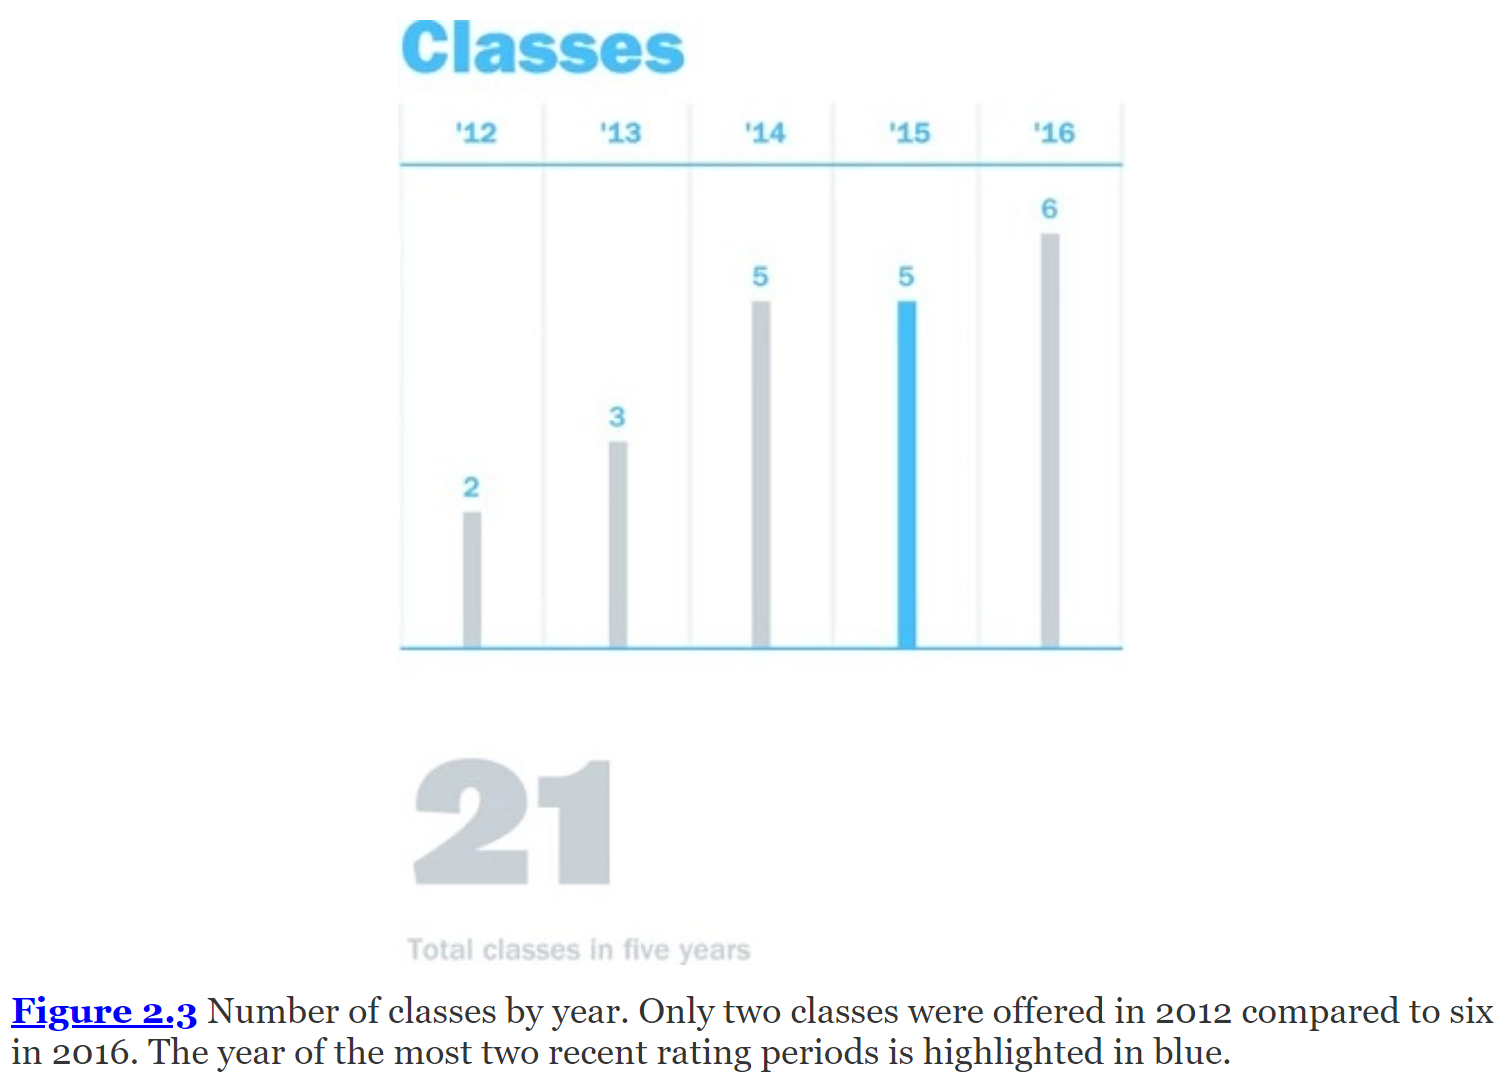 Classes
'12 '13 '14 '15 '16
6
5 5
3
2
21
Total classes in five years
Figure 2.3 Number of classes by year. Only two classes were offered in 2012 compared to six
in 2016. The year of the most two recent rating periods is highlighted in blue.